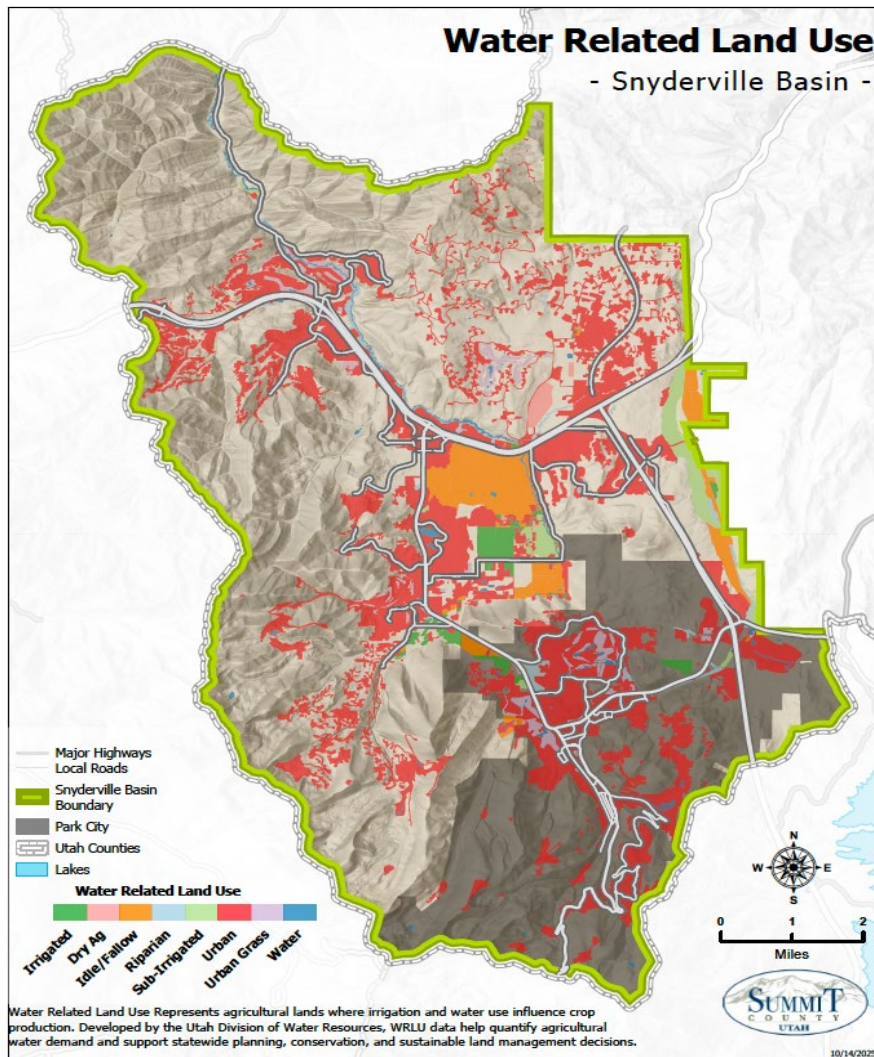 Water Related Land Use
- Snyderville Basin -
Major Highways
Local Roads
Snyderville Basin
Boundary
Park City
Utah Counties
Lakes
Water Related Land Use
Irrigated
Dry Ag
Idle/Fallow
Riparian
Sub-Irrigated
Urban
Urban Grass
Water
N
W E
S
0 1 2
Miles
SUMMIT
COUNTY
UTAH
Water Related Land Use Represents agricultural lands where irrigation and water use influence crop
production. Developed by the Utah Division of Water Resources, WRLU data help quantify agricultural
water demand and support statewide planning, conservation, and sustainable land management decisions.
10/14/2025